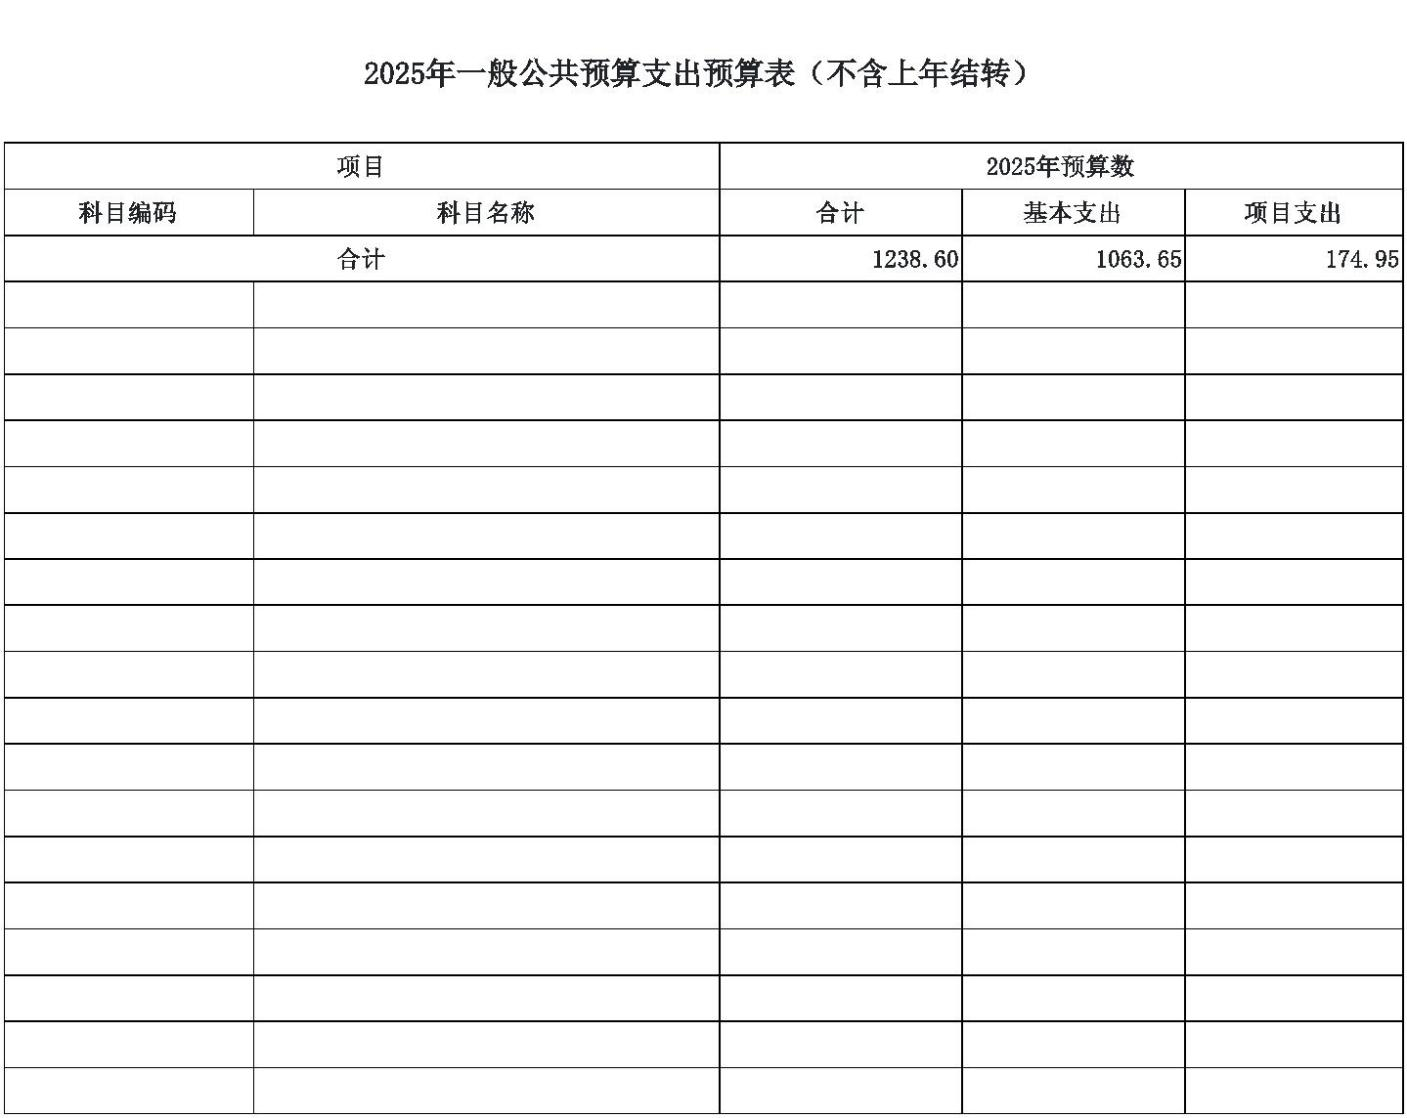 2025年一般公共预算支出预算表（不含上年结转）
项目 2025年预算数
科目编码 科目名称 合计 基本支出 项目支出
合计 1238.60 1063.65 174.95